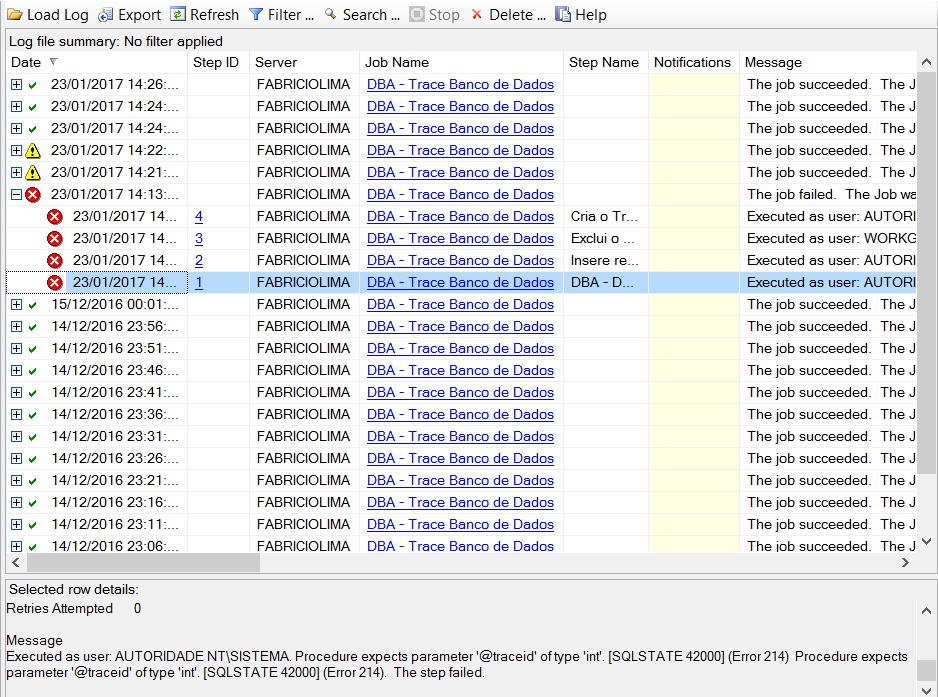 Load Log Export Refresh Filter ... Search ... Stop Delete ... Help
Log file summary: No filter applied
Date Step ID Server Job Name Step Name Notifications Message
23/01/2017 14:26:... FABRICIOLIMA DBA - Trace Banco de Dados The job succeeded. The J
23/01/2017 14:24:... FABRICIOLIMA DBA - Trace Banco de Dados The job succeeded. The J
23/01/2017 14:24:... FABRICIOLIMA DBA - Trace Banco de Dados The job succeeded. The J
23/01/2017 14:22:... FABRICIOLIMA DBA - Trace Banco de Dados The job succeeded. The J
23/01/2017 14:21:... FABRICIOLIMA DBA - Trace Banco de Dados The job succeeded. The J
23/01/2017 14:13:... FABRICIOLIMA DBA - Trace Banco de Dados The job failed. The Job wa
23/01/2017 14... 4 FABRICIOLIMA DBA - Trace Banco de Dados Cria o Tr... Executed as user: AUTORI
23/01/2017 14... 3 FABRICIOLIMA DBA - Trace Banco de Dados Exclui o ... Executed as user: WORKG
23/01/2017 14... 2 FABRICIOLIMA DBA - Trace Banco de Dados Insere re... Executed as user: AUTORI
23/01/2017 14... 1 FABRICIOLIMA DBA - Trace Banco de Dados DBA - D... Executed as user: AUTORI
15/12/2016 00:01:... FABRICIOLIMA DBA - Trace Banco de Dados The job succeeded. The J
14/12/2016 23:56:... FABRICIOLIMA DBA - Trace Banco de Dados The job succeeded. The J
14/12/2016 23:51:... FABRICIOLIMA DBA - Trace Banco de Dados The job succeeded. The J
14/12/2016 23:46:... FABRICIOLIMA DBA - Trace Banco de Dados The job succeeded. The J
14/12/2016 23:41:... FABRICIOLIMA DBA - Trace Banco de Dados The job succeeded. The J
14/12/2016 23:36:... FABRICIOLIMA DBA - Trace Banco de Dados The job succeeded. The J
14/12/2016 23:31:... FABRICIOLIMA DBA - Trace Banco de Dados The job succeeded. The J
14/12/2016 23:26:... FABRICIOLIMA DBA - Trace Banco de Dados The job succeeded. The J
14/12/2016 23:21:... FABRICIOLIMA DBA - Trace Banco de Dados The job succeeded. The J
14/12/2016 23:16:... FABRICIOLIMA DBA - Trace Banco de Dados The job succeeded. The J
14/12/2016 23:11:... FABRICIOLIMA DBA - Trace Banco de Dados The job succeeded. The J
14/12/2016 23:06:... FABRICIOLIMA DBA - Trace Banco de Dados The job succeeded. The J
Selected row details:
Retries Attempted 0
Message
Executed as user: AUTORIDADE NT\SISTEMA. Procedure expects parameter '@traceid' of type 'int'. [SQLSTATE 42000] (Error 214) Procedure expects
parameter '@traceid' of type 'int'. [SQLSTATE 42000] (Error 214). The step failed.